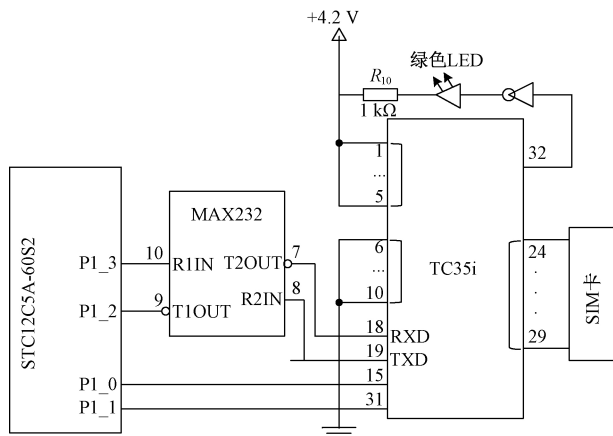 +4.2 V
绿色LED
R10
1 kΩ
32
1
...
5
STC12C5A-60S2
MAX232
P1_3
10
R1IN
T2OUT
7
6
...
10
TC35i
24
.
.
.
29
SIM卡
P1_2
9
T1OUT
R2IN
8
18
RXD
19
TXD
P1_0
15
P1_1
31